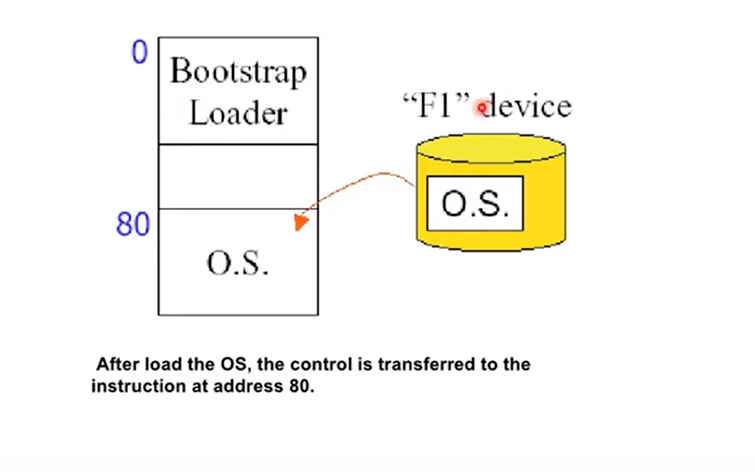 0
Bootstrap
Loader
“F1” device
O.S.
80
O.S.
After load the OS, the control is transferred to the
instruction at address 80.